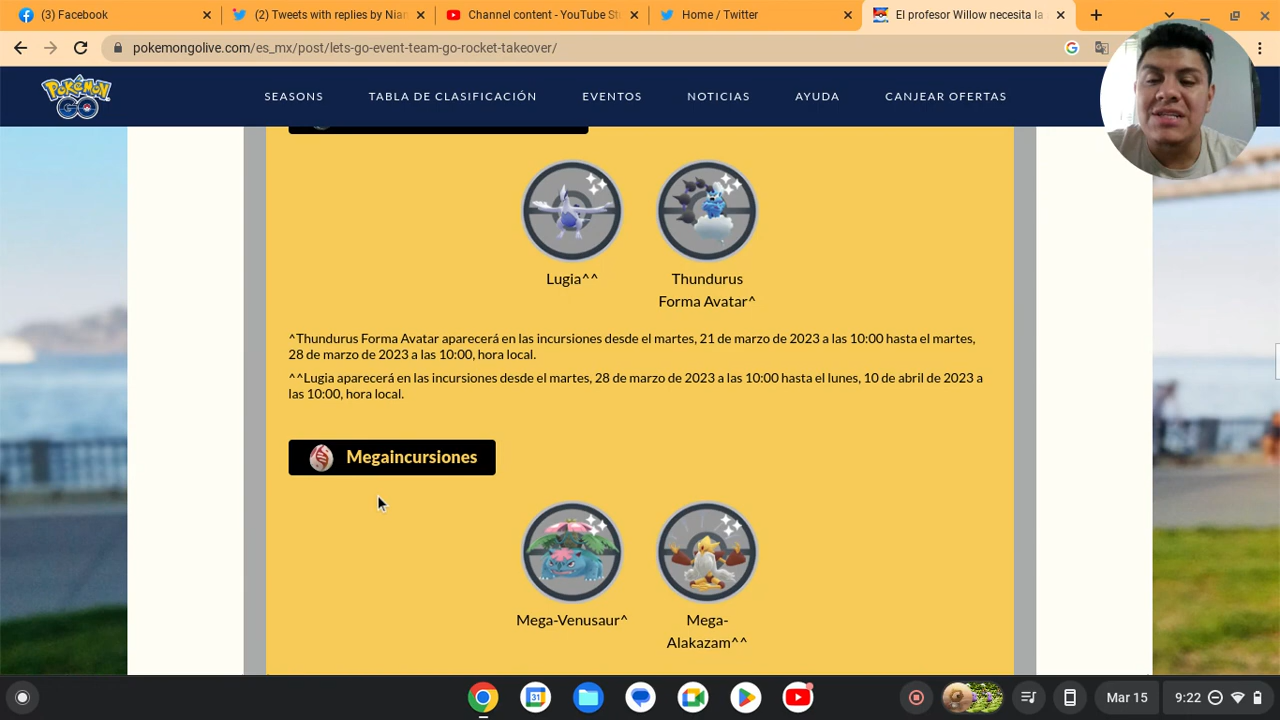 (3) Facebook
(2) Tweets with replies by Nian
Channel content - YouTube St
Home / Twitter
El profesor Willow necesita la
pokemongolive.com/es_mx/post/lets-go-event-team-go-rocket-takeover/
POKÉMON GO
SEASONS
TABLA DE CLASIFICACIÓN
EVENTOS
NOTICIAS
AYUDA
CANJEAR OFERTAS
Lugia^^
Thundurus
Forma Avatar^
^Thundurus Forma Avatar aparecerá en las incursiones desde el martes, 21 de marzo de 2023 a las 10:00 hasta el martes,
28 de marzo de 2023 a las 10:00, hora local.
^^Lugia aparecerá en las incursiones desde el martes, 28 de marzo de 2023 a las 10:00 hasta el lunes, 10 de abril de 2023 a
las 10:00, hora local.
Megaincursiones
Mega-Venusaur^
Mega-
Alakazam^^
31
Mar 15
9:22